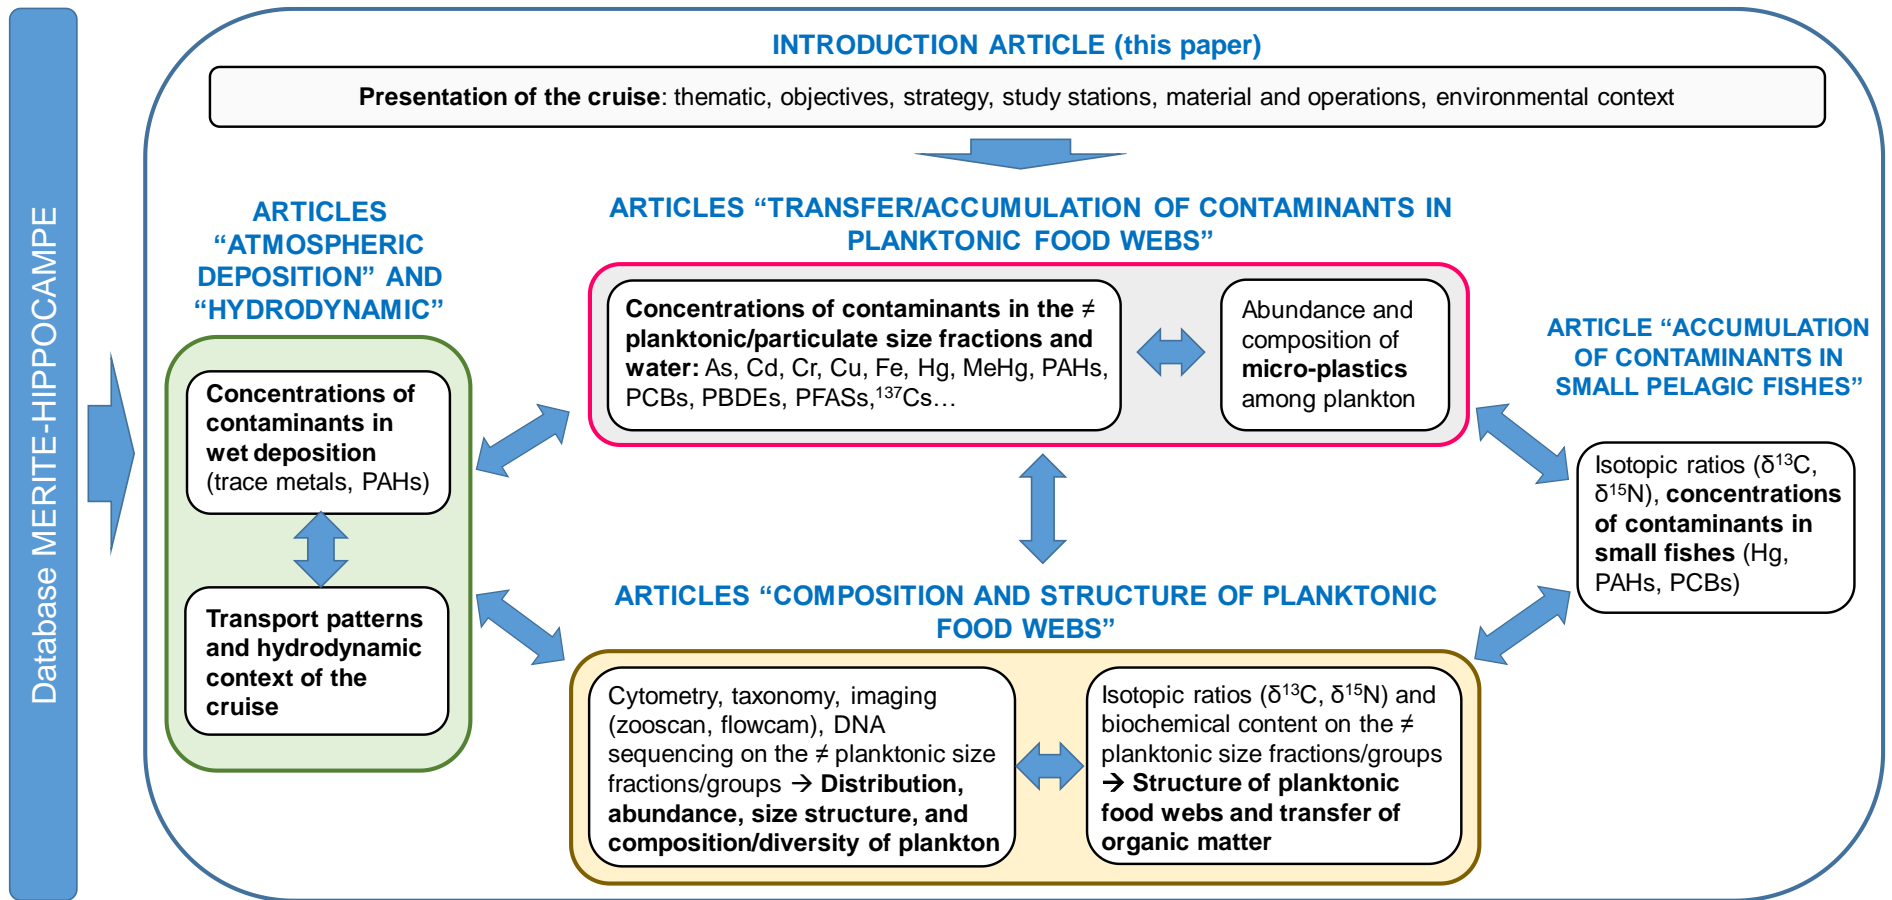 Database MERITE-HIPPOCAMPE
INTRODUCTION ARTICLE (this paper)
Presentation of the cruise: thematic, objectives, strategy, study stations, material and operations, environmental context
ARTICLES
“ATMOSPHERIC
DEPOSITION” AND
“HYDRODYNAMIC”
Concentrations of
contaminants in
wet deposition
(trace metals, PAHs)
Transport patterns
and hydrodynamic
context of the
cruise
ARTICLES “TRANSFER/ACCUMULATION OF CONTAMINANTS IN
PLANKTONIC FOOD WEBS”
Concentrations of contaminants in the ≠
planktonic/particulate size fractions and
water: As, Cd, Cr, Cu, Fe, Hg, MeHg, PAHs,
PCBs, PBDEs, PFASs,¹³⁷Cs…
Abundance and
composition of
micro-plastics
among plankton
ARTICLES “COMPOSITION AND STRUCTURE OF PLANKTONIC
FOOD WEBS”
Cytometry, taxonomy, imaging
(zooscan, flowcam), DNA
sequencing on the ≠ planktonic size
fractions/groups → Distribution,
abundance, size structure, and
composition/diversity of plankton
Isotopic ratios (δ¹³C, δ¹⁵N) and
biochemical content on the ≠
planktonic size fractions/groups
→ Structure of planktonic
food webs and transfer of
organic matter
ARTICLE “ACCUMULATION
OF CONTAMINANTS IN
SMALL PELAGIC FISHES”
Isotopic ratios (δ¹³C,
δ¹⁵N), concentrations
of contaminants in
small fishes (Hg,
PAHs, PCBs)